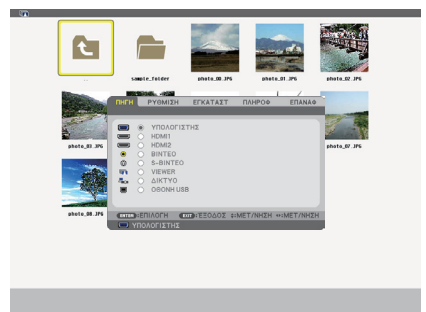 ..
sample_folder
photo_00.JPG
photo_01.JPG
photo_02.JPG
ΠΗΓΗ ΡΥΘΜΙΣΗ ΕΓΚΑΤΑΣΤ ΠΛΗΡΟΦ ΕΠΑΝΑΦ
photo_03.JPG
photo_07.JPG
ΥΠΟΛΟΓΙΣΤΗΣ
HDMI1
HDMI2
ΒΙΝΤΕΟ
S-ΒΙΝΤΕΟ
VIEWER
ΔΙΚΤΥΟ
ΟΘΟΝΗ USB
photo_08.JPG
ENTER :ΕΠΙΛΟΓΗ EXIT :ΕΞΟΔΟΣ :ΜΕΤ/ΝΗΣΗ :ΜΕΤ/ΝΗΣΗ
ΥΠΟΛΟΓΙΣΤΗΣ